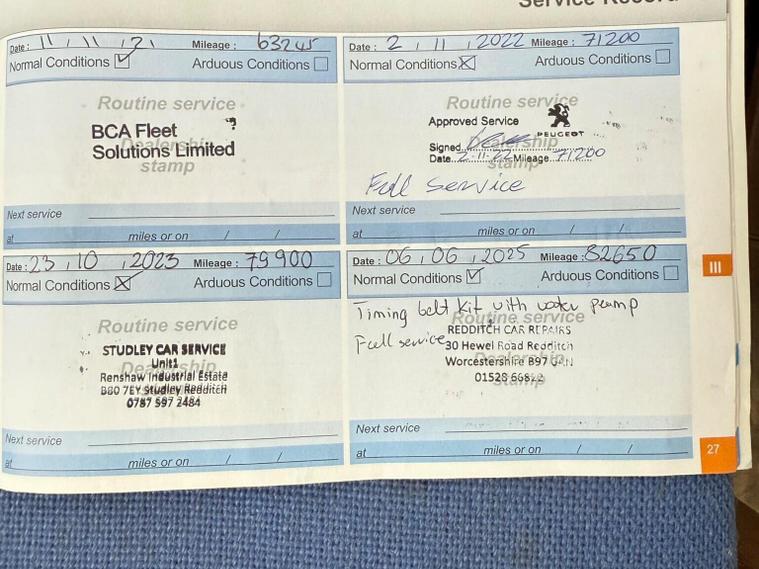 Service Record
Date: 11 / 11 / 21 Mileage: 63245
Normal Conditions ☑ Arduous Conditions ☐
Routine service
BCA Fleet
Solutions Limited
Dealership
stamp
Next service
at miles or on / /
Date: 2 / 11 / 2022 Mileage: 71200
Normal Conditions ☒ Arduous Conditions ☐
Routine service
Approved Service
PEUGEOT
Dealership
Signed
Date 2-11-22 Mileage 71200
stamp
Full Service
Next service
at miles or on / /
Date: 23 / 10 / 2023 Mileage: 79900
Normal Conditions ☒ Arduous Conditions ☐
Routine service
STUDLEY CAR SERVICE
Unit1
Dealership
Renshaw Industrial Estate
B80 7EY Studley Redditch
stamp
0787 597 2484
Next service
at miles or on / /
Date: 06 / 06 / 2025 Mileage: 82650
Normal Conditions ☑ Arduous Conditions ☐
Timing belt kit with water pump
Routine service
REDDITCH CAR REPAIRS
Full service
30 Hewel Road Redditch
Dealership
Worcestershire B97
01528
stamp
Next service
at miles or on / /
III
27